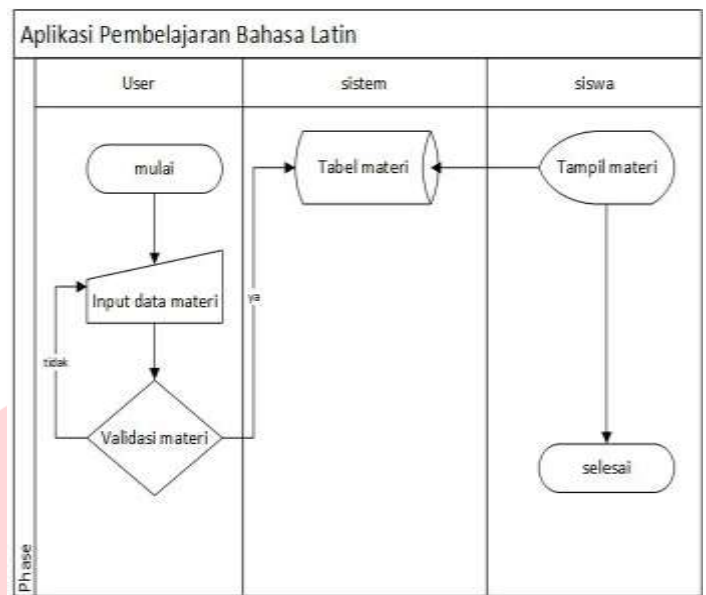 Aplikasi Pembelajaran Bahasa Latin
User
sistem
siswa
mulai
Tabel materi
Tampil materi
Input data materi
ya
tidak
Validasi materi
selesai
Phase